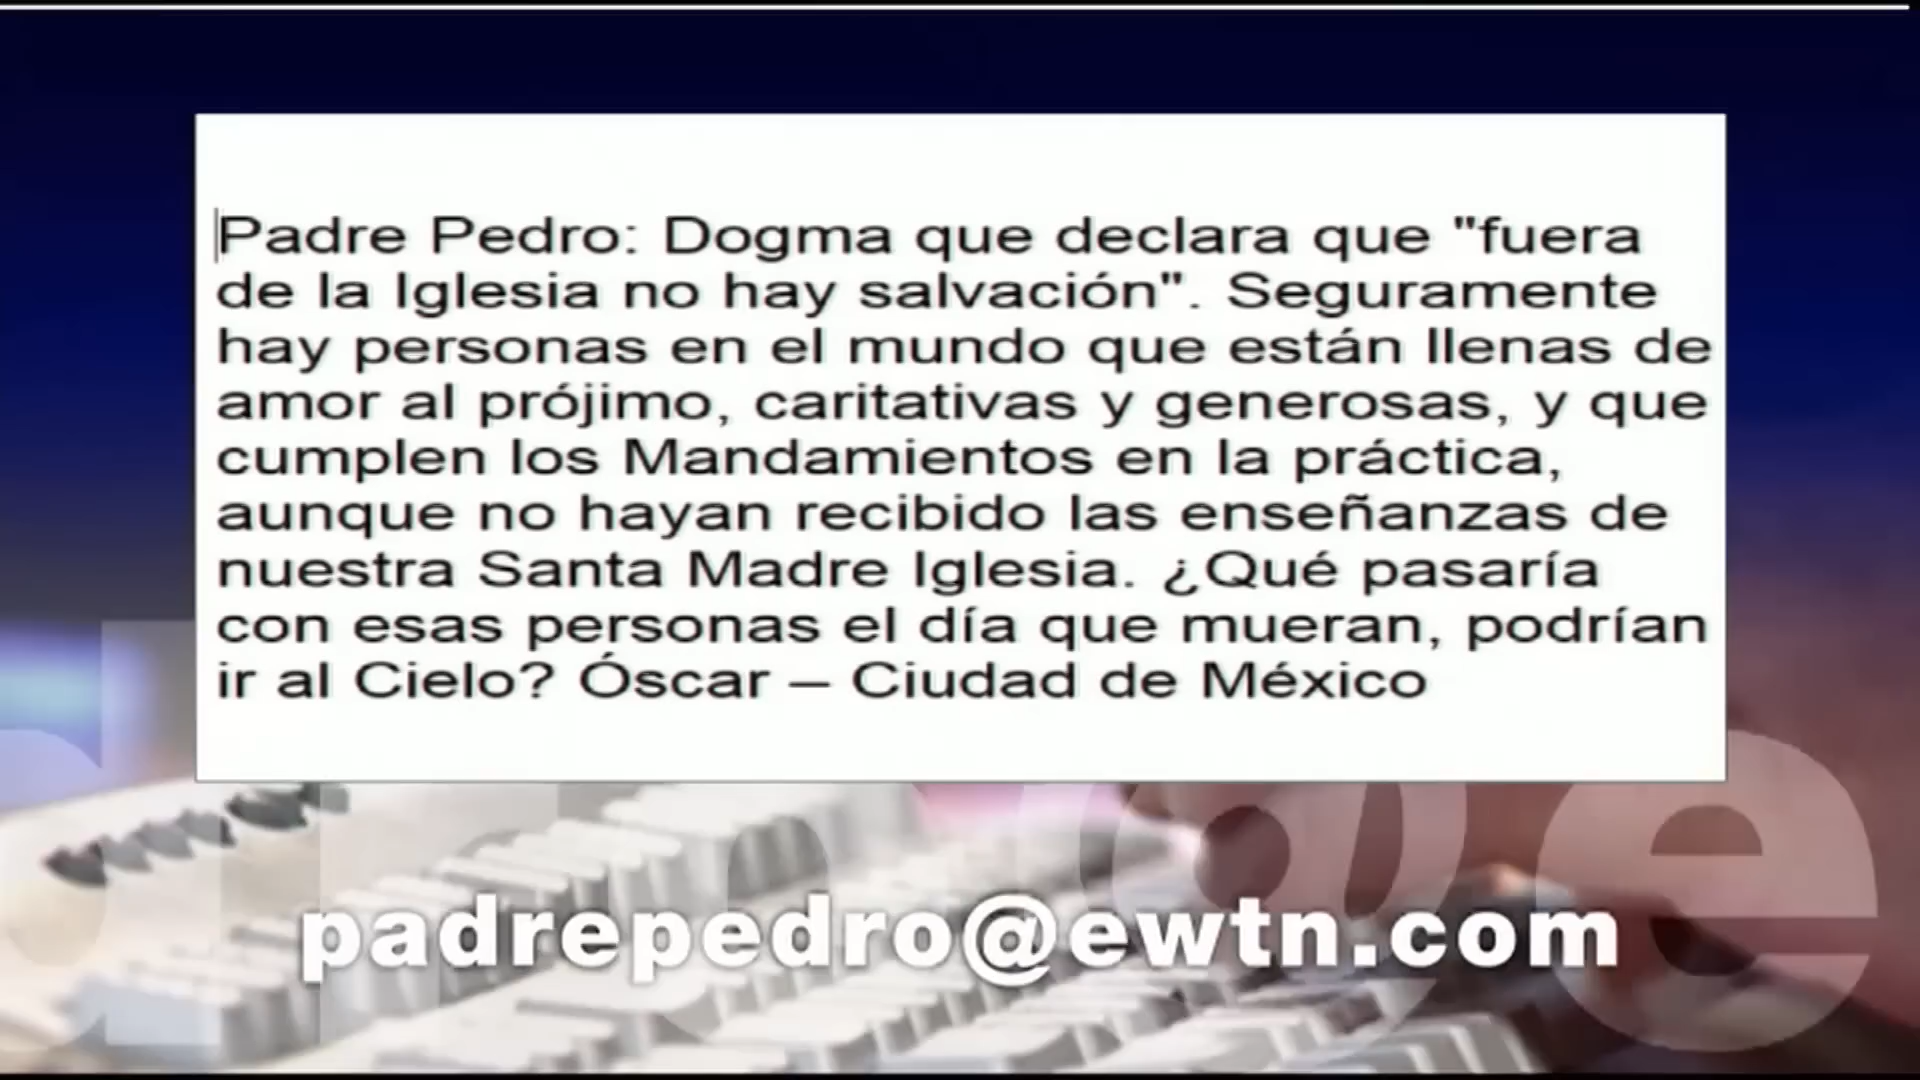 Padre Pedro: Dogma que declara que "fuera
de la Iglesia no hay salvación". Seguramente
hay personas en el mundo que están llenas de
amor al prójimo, caritativas y generosas, y que
cumplen los Mandamientos en la práctica,
aunque no hayan recibido las enseñanzas de
nuestra Santa Madre Iglesia. ¿Qué pasaría
con esas personas el día que mueran, podrían
ir al Cielo? Óscar – Ciudad de México
padrepedro@ewtn.com